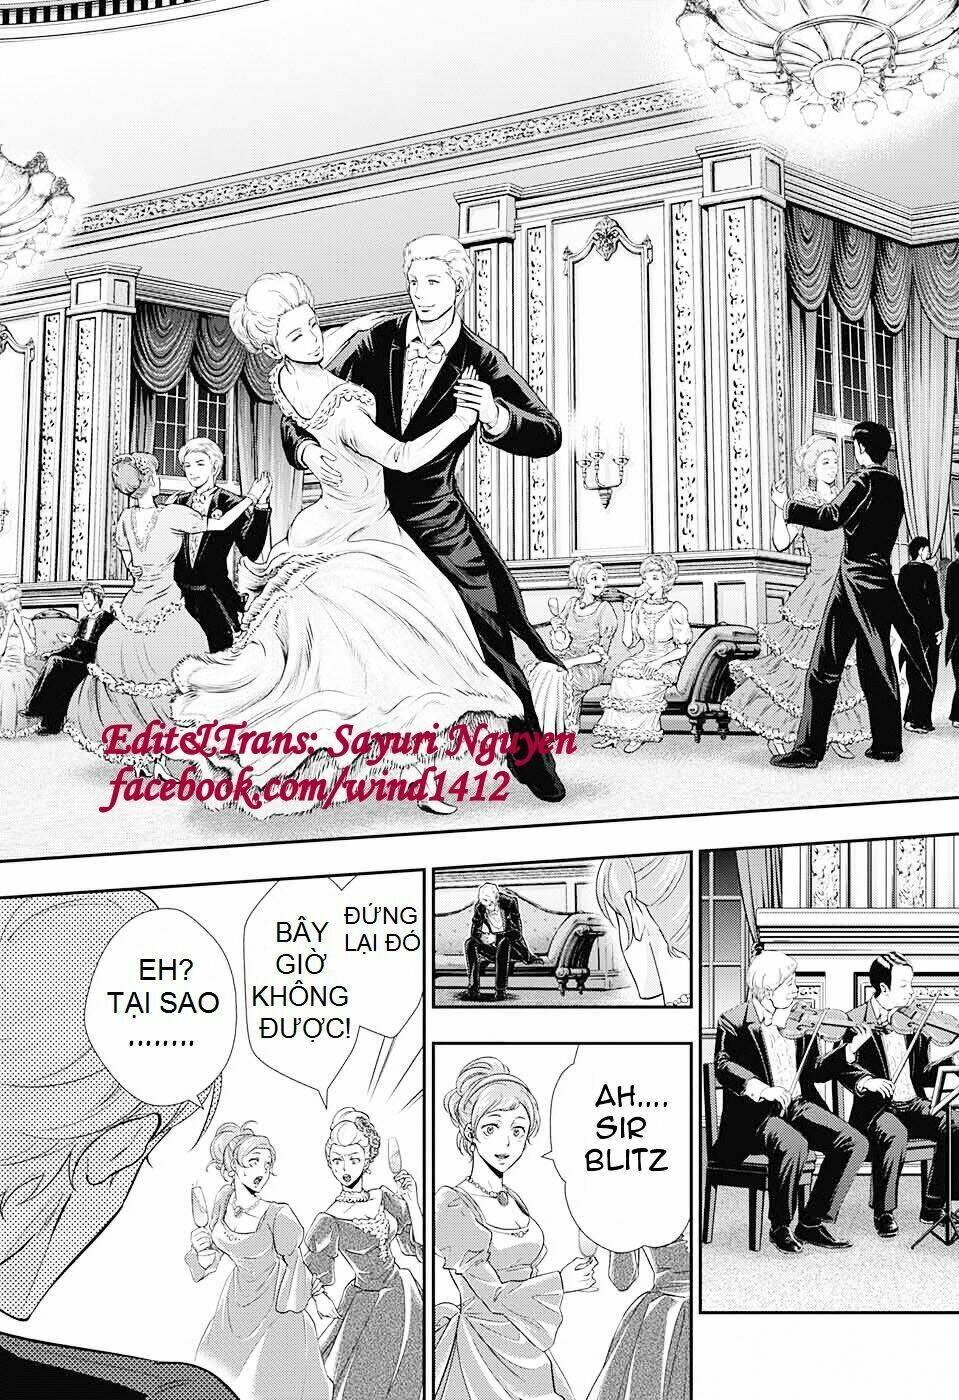 Edit&Trans: Sayuri Nguyen
facebook.com/wind1412
AH....
SIR
BLITZ
ĐỨNG
LẠI ĐÓ
BÂY
GIỜ
KHÔNG
ĐƯỢC!
EH?
TẠI SAO
........